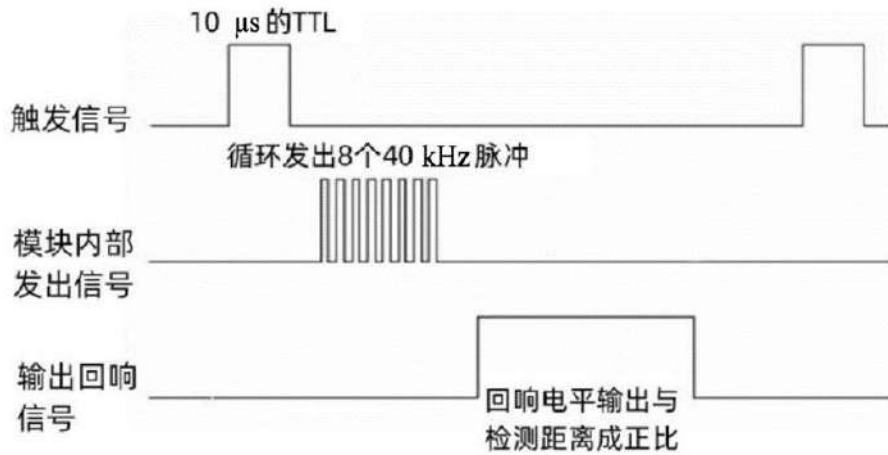 10 μs的TTL
触发信号
循环发出8个40 kHz脉冲
模块内部
发出信号
输出回响
信号
回响电平输出与
检测距离成正比